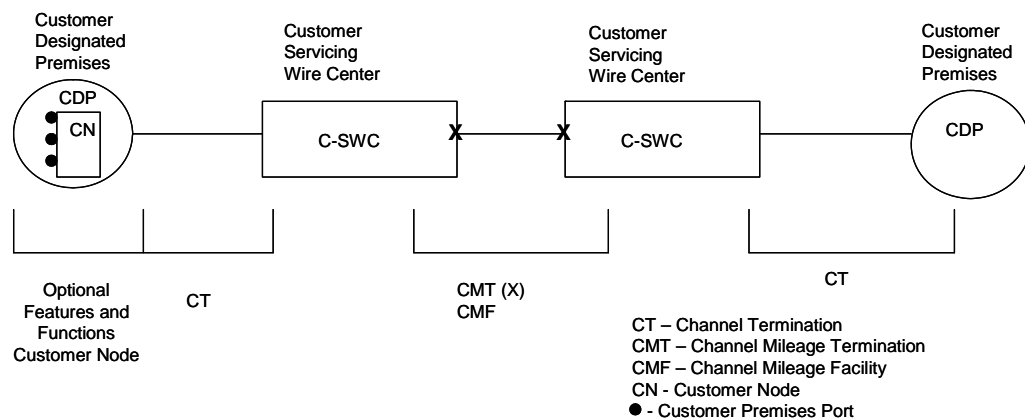 Customer
Designated
Premises
Customer
Servicing
Wire Center
Customer
Servicing
Wire Center
Customer
Designated
Premises
CDP
CN
C-SWC
X
X
C-SWC
CDP
Optional
Features and
Functions
Customer Node
CT
CMT (X)
CMF
CT
CT – Channel Termination
CMT – Channel Mileage Termination
CMF – Channel Mileage Facility
CN - Customer Node
● - Customer Premises Port